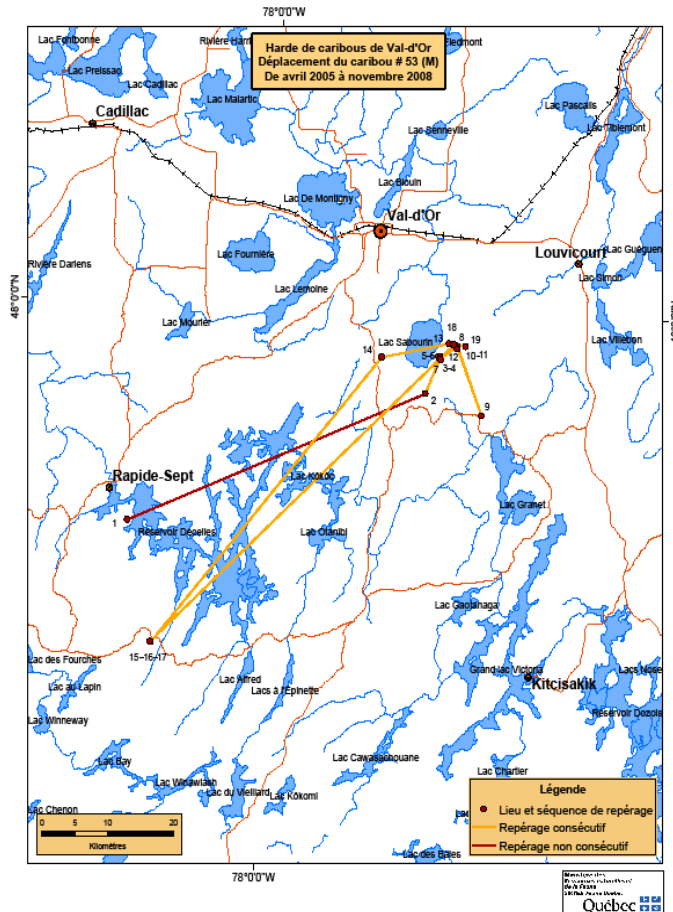 78°0'0"W
Harde de caribous de Val-d'Or
Déplacement du caribou # 53 (M)
De avril 2005 à novembre 2008
Lac Fontbonne
Rivière Harri
Fiedmont
Lac Preissac
Lac Cadillac
Lac Malartic
Lac Pascalis
Cadillac
Lac Senneville
Lac Tiblemont
Lac Blouin
Lac De Montigny
Val-d'Or
Lac Fournière
Louvicourt
Lac Guéguen
Rivière Darlens
Lac Simon
Lac Lemoine
48°0'0"N
Lac Mourier
Lac Villebon
Lac Sabourin
18
13
8
19
14
5-6
12
10-11
7
3-4
2
9
Rapide-Sept
Lac Kokoc
Lac Granet
1
Réservoir Decelles
Lac Otanibi
Lac Gaotanaga
15-16-17
Lac des Fourches
Grand lac Victoria
Lacs Nose
Lac au Lapin
Lac Alfred
Lacs à l'Épinette
Kitcisakik
Lac Winneway
Réservoir Dozois
Lac Bay
Lac Cawasachouane
Lac Winawiash
Lac Chartier
Lac du Vieillard
Lac Kokomi
Lac Chenon
Légende
Lieu et séquence de repérage
Repérage consécutif
Repérage non consécutif
0 5 10 20
Kilomètres
Lac des Baies
78°0'0"W
Québec